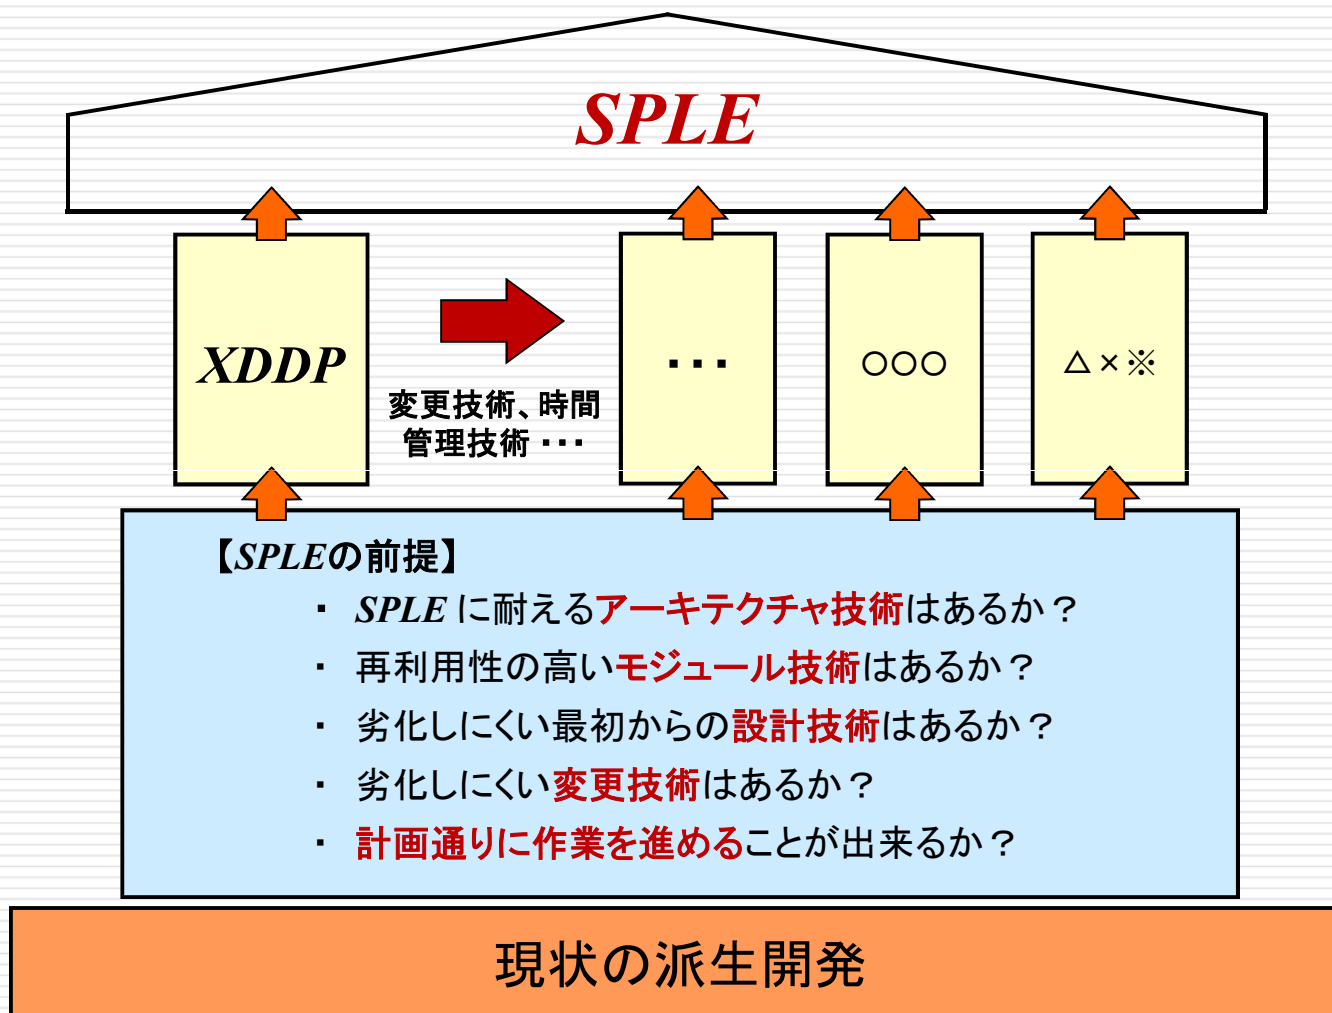 SPLE
XDDP
変更技術、時間
管理技術・・・
・・・
○○○
△×※
【SPLEの前提】
・ SPLE に耐えるアーキテクチャ技術はあるか？
・ 再利用性の高いモジュール技術はあるか？
・ 劣化しにくい最初からの設計技術はあるか？
・ 劣化しにくい変更技術はあるか？
・ 計画通りに作業を進めることが出来るか？
現状の派生開発